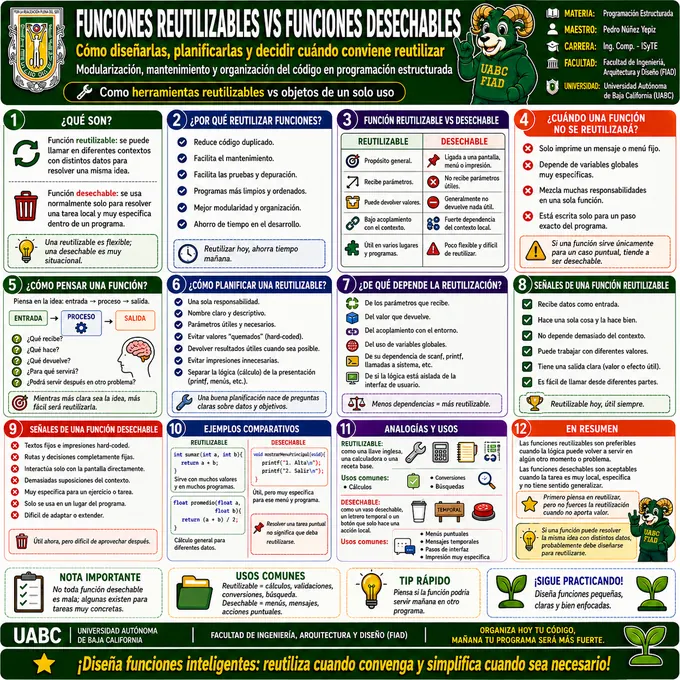 FUNCIONES REUTILIZABLES VS FUNCIONES DESECHABLES
Cómo diseñarlas, planificarlas y decidir cuándo conviene reutilizar
Modularización, mantenimiento y organización del código en programación estructurada
Como herramientas reutilizables vs objetos de un solo uso
UABC
FIAD
MATERIA: Programación Estructurada
MAESTRO: Pedro Núñez Yépiz
CARRERA: Ing. Comp. - ISyTE
FACULTAD: Facultad de Ingeniería,
Arquitectura y Diseño (FIAD)
UNIVERSIDAD: Universidad Autónoma
de Baja California (UABC)
1 ¿QUÉ SON?
Función reutilizable: se puede
llamar en diferentes contextos
con distintos datos para
resolver una misma idea.
Función desechable: se usa
normalmente solo para resolver
una tarea local y muy específica
dentro de un programa.
Una reutilizable es flexible;
una desechable es muy
situacional.
2 ¿POR QUÉ REUTILIZAR FUNCIONES?
Reduce código duplicado.
Facilita el mantenimiento.
Facilita las pruebas y depuración.
Programas más limpios y ordenados.
Mejor modularidad y organización.
Ahorro de tiempo en el desarrollo.
Reutilizar hoy, ahorra tiempo
mañana.
3 FUNCIÓN REUTILIZABLE VS DESECHABLE
REUTILIZABLE
DESECHABLE
Propósito general.
Ligada a una pantalla,
menú o impresión.
Recibe parámetros.
No recibe parámetros
útiles.
Puede devolver valores.
Generalmente no
devuelve nada útil.
Bajo acoplamiento
con el contexto.
Fuerte dependencia
del contexto local.
Útil en varios lugares
y programas.
Poco flexible y difícil
de reutilizar.
4 ¿CUÁNDO UNA FUNCIÓN
NO SE REUTILIZARÁ?
Solo imprime un mensaje o menú fijo.
Depende de variables globales
muy específicas.
Mezcla muchas responsabilidades
en una sola función.
Está escrita solo para un paso
exacto del programa.
Si una función sirve únicamente
para un caso puntual, tiende a
ser desechable.
5 ¿CÓMO PENSAR UNA FUNCIÓN?
Piensa en la idea: entrada → proceso → salida.
ENTRADA
PROCESO
SALIDA
¿Qué recibe?
¿Qué hace?
¿Qué devuelve?
¿Para qué servirá?
¿Podrá servir después en otro problema?
Mientras más clara sea la idea, más
fácil será reutilizarla.
6 ¿CÓMO PLANIFICAR UNA REUTILIZABLE?
Una sola responsabilidad.
Nombre claro y descriptivo.
Parámetros útiles y necesarios.
Evitar valores "quemados" (hard-coded).
Devolver resultados útiles cuando sea posible.
Evitar impresiones innecesarias.
Separar la lógica (cálculo) de la presentación
(printf, menús, etc.).
Una buena planificación nace de preguntas
claras sobre datos y objetivos.
7 ¿DE QUÉ DEPENDE LA REUTILIZACIÓN?
De los parámetros que recibe.
Del valor que devuelve.
Del acoplamiento con el entorno.
Del uso de variables globales.
De su dependencia de scanf, printf,
llamadas a sistema, etc.
De si la lógica está aislada de la
interfaz de usuario.
Menos dependencias = más reutilizable.
8 SEÑALES DE UNA FUNCIÓN REUTILIZABLE
Recibe datos como entrada.
Hace una sola cosa y la hace bien.
No depende demasiado del contexto.
Puede trabajar con diferentes valores.
Tiene una salida clara (valor o efecto útil).
Es fácil de llamar desde diferentes partes.
Reutilizable hoy, útil siempre.
9 SEÑALES DE UNA FUNCIÓN DESECHABLE
Textos fijos e impresiones hard-coded.
Rutas y decisiones completamente fijas.
Interactúa solo con la pantalla directamente.
Demasiadas suposiciones del contexto.
Muy específica para un ejercicio o tarea.
Solo se usa en un lugar del programa.
Difícil de adaptar o extender.
Útil ahora, pero difícil de aprovechar después.
10 EJEMPLOS COMPARATIVOS
REUTILIZABLE
int sumar(int a, int b){
return a + b;
}
Sirve con muchos valores
y en muchos programas.
float promedio(float a,
float b){
return (a + b) / 2;
}
Cálculo general para
diferentes datos.
DESECHABLE
void mostrarMenuPrincipal(void){
printf("1. Alta\n");
printf("2. Salir\n");
}
Útil, pero muy específica para
ese menú y programa.
Resolver una tarea puntual
no significa que deba
reutilizarse.
11 ANALOGÍAS Y USOS
REUTILIZABLE:
como una llave inglesa,
una calculadora o una
receta base.
Usos comunes:
• Cálculos
• Conversiones
• Búsquedas
DESECHABLE:
como un vaso desechable,
un letrero temporal o un
botón que solo hace una
acción local.
TEMPORAL
Usos comunes:
• Menús puntuales
• Mensajes temporales
• Pasos de interfaz
• Impresión muy específica
12 EN RESUMEN
Las funciones reutilizables son preferibles
cuando la lógica puede volver a servir en
algún otro momento o problema.
Las funciones desechables son aceptables
cuando la tarea es muy local, específica
y no tiene sentido generalizar.
Primero piensa en reutilizar,
pero no fuerces la reutilización
cuando no aporta valor.
Si una función puede resolver
la misma idea con distintos datos,
probablemente debe diseñarse
para reutilizarse.
UABC
FIAD
NOTA IMPORTANTE
No toda función desechable
es mala; algunas existen para
tareas muy concretas.
USOS COMUNES
Reutilizable = cálculos, validaciones,
conversiones, búsqueda.
Desechable = menús, mensajes,
acciones puntuales.
TIP RÁPIDO
Piensa si la función podría
servir mañana en otro
programa.
¡SIGUE PRACTICANDO!
Diseña funciones pequeñas,
claras y bien enfocadas.
UABC
UNIVERSIDAD AUTÓNOMA
DE BAJA CALIFORNIA
FACULTAD DE INGENIERÍA, ARQUITECTURA Y DISEÑO (FIAD)
ORGANIZA HOY TU CÓDIGO,
MAÑANA TU PROGRAMA SERÁ MÁS FUERTE.
¡Diseña funciones inteligentes: reutiliza cuando convenga y simplifica cuando sea necesario!